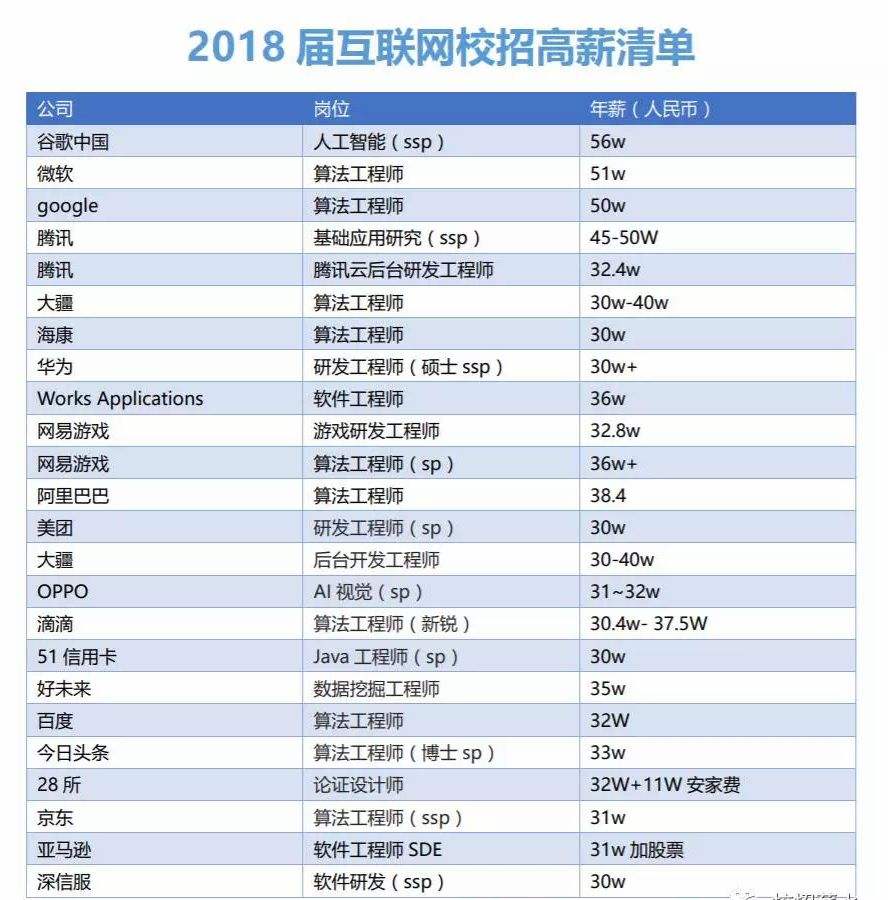 2018 届互联网校招高薪清单
公司 岗位 年薪（人民币）
谷歌中国 人工智能（ssp） 56w
微软 算法工程师 51w
google 算法工程师 50w
腾讯 基础应用研究（ssp） 45-50W
腾讯 腾讯云后台研发工程师 32.4w
大疆 算法工程师 30w-40w
海康 算法工程师 30w
华为 研发工程师（硕士 ssp） 30w+
Works Applications 软件工程师 36w
网易游戏 游戏研发工程师 32.8w
网易游戏 算法工程师（sp） 36w+
阿里巴巴 算法工程师 38.4
美团 研发工程师（sp） 30w
大疆 后台开发工程师 30-40w
OPPO AI 视觉（sp） 31~32w
滴滴 算法工程师（新锐） 30.4w- 37.5W
51 信用卡 Java 工程师（sp） 30w
好未来 数据挖掘工程师 35w
百度 算法工程师 32W
今日头条 算法工程师（博士 sp） 33w
28 所 论证设计师 32W+11W 安家费
京东 算法工程师（ssp） 31w
亚马逊 软件工程师 SDE 31w 加股票
深信服 软件研发（ssp） 30w